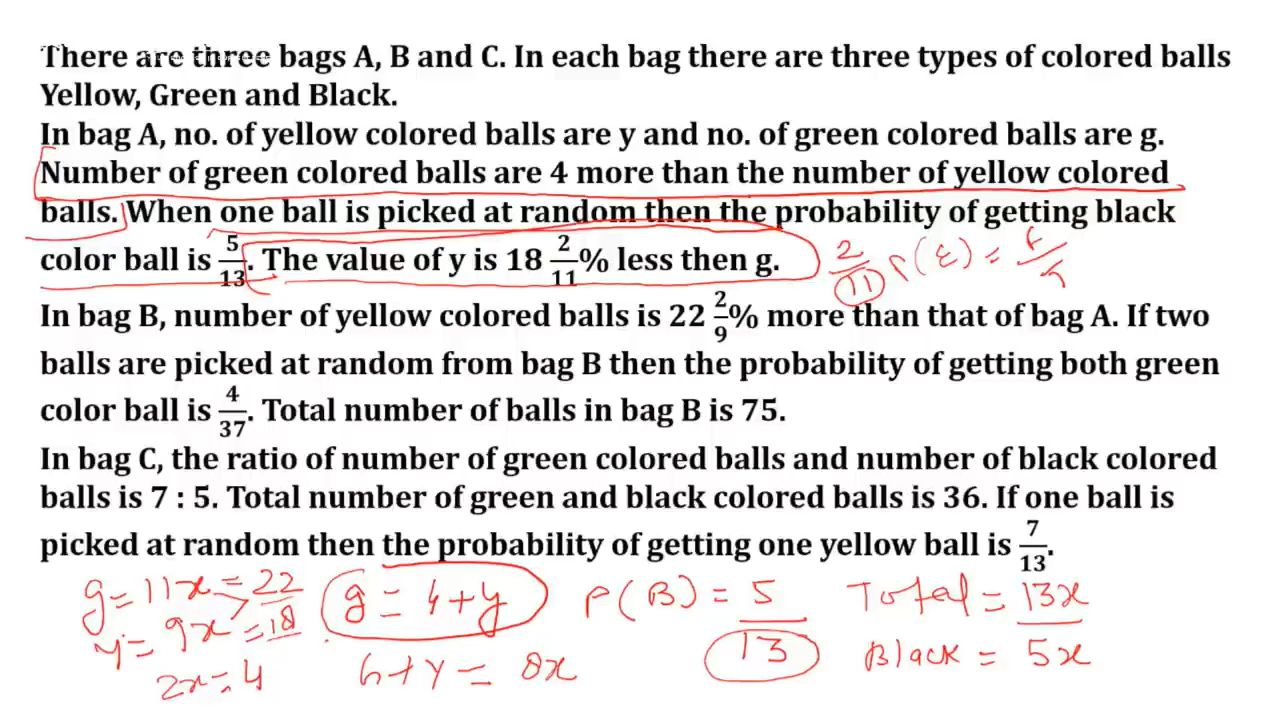 There are three bags A, B and C. In each bag there are three types of colored balls
Yellow, Green and Black.
In bag A, no. of yellow colored balls are y and no. of green colored balls are g.
Number of green colored balls are 4 more than the number of yellow colored
balls. When one ball is picked at random then the probability of getting black
color ball is 5/13. The value of y is 18 2/11% less then g.
2/11 P(E) = F/
In bag B, number of yellow colored balls is 22 2/9% more than that of bag A. If two
balls are picked at random from bag B then the probability of getting both green
color ball is 4/37. Total number of balls in bag B is 75.
In bag C, the ratio of number of green colored balls and number of black colored
balls is 7 : 5. Total number of green and black colored balls is 36. If one ball is
picked at random then the probability of getting one yellow ball is 7/13.
g = 11x = 22 g = 4 + y P(B) = 5/13 Total = 13x
y = 9x = 18 G + Y = 8x Black = 5x
2x = 4